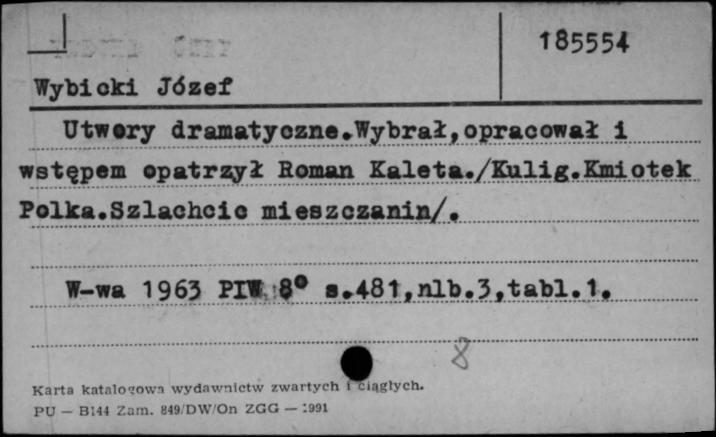 185554
Wybicki Józef
Utwory dramatyczne.Wybrał,opracował i
wstępem opatrzył Roman Kaleta./Kulig.Kmiotek
Polka.Szlachcic mieszczanin/.
W-wa 1963 PIW 8° s.481,nlb.3,tabl.1.
8
Karta katalogowa wydawnictw zwartych i ciągłych.
PU — B144 Zam. 849/DW/On ZGG — 1991